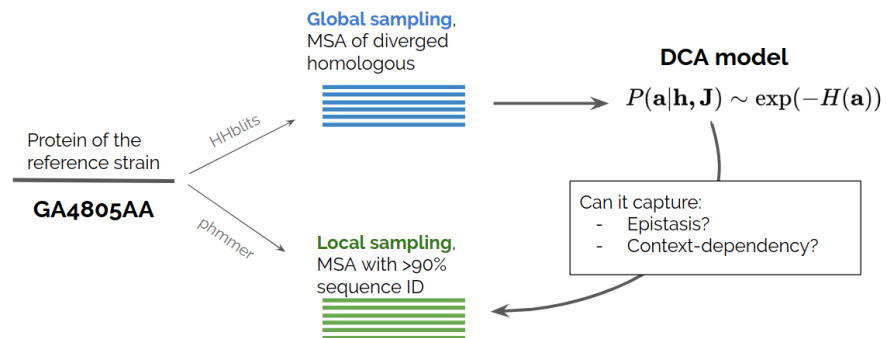 Global sampling,
MSA of diverged
homologous
DCA model
P(a|h, J) ∼ exp(−H(a))
HHblits
Protein of the
reference strain
GA4805AA
phmmer
Can it capture:
- Epistasis?
- Context-dependency?
Local sampling,
MSA with >90%
sequence ID